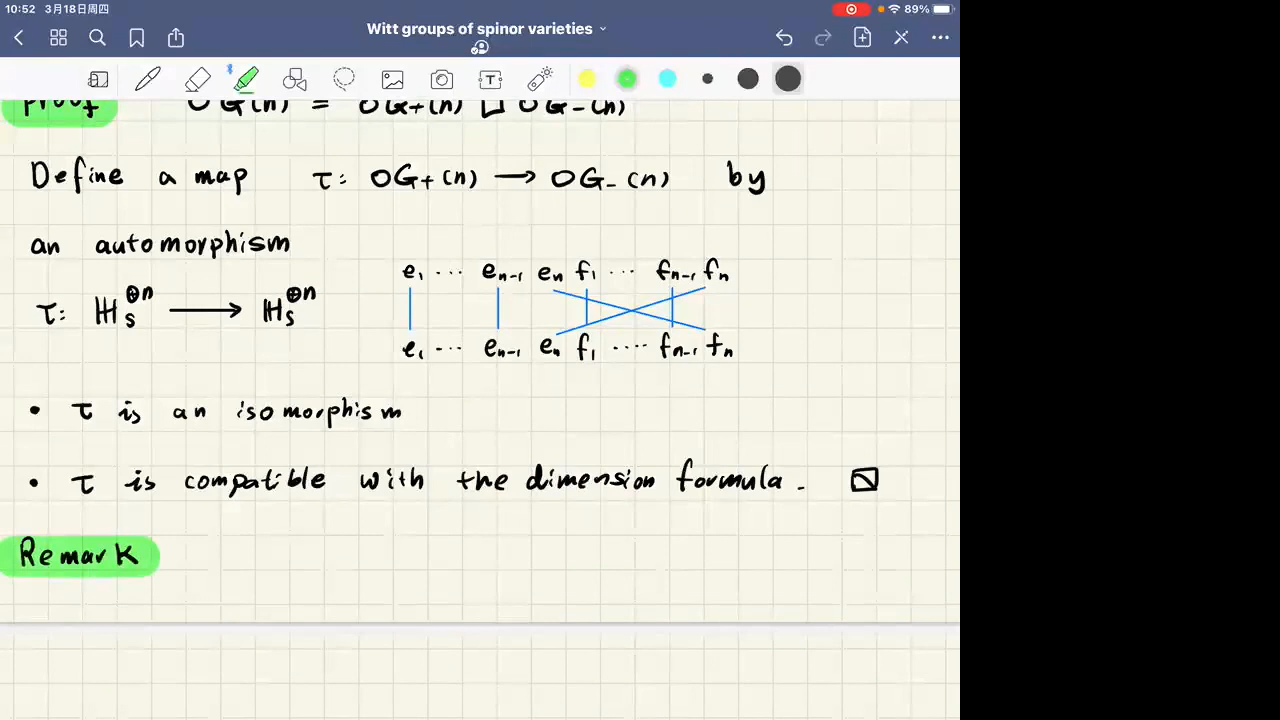 10:52 3月18日周四
89%
Witt groups of spinor varieties
proof OG(n) = OG+(n) ⊔ OG-(n)
Define a map τ: OG+(n) ⟶ OG-(n) by
an automorphism
e₁ ··· eₙ₋₁ eₙ f₁ ··· fₙ₋₁ fₙ
τ: ℍ_S^{⊕n} ⟶ ℍ_S^{⊕n}
e₁ ··· eₙ₋₁ eₙ f₁ ···· fₙ₋₁ fₙ
• τ is an isomorphism
• τ is compatible with the dimension formula.
Remark